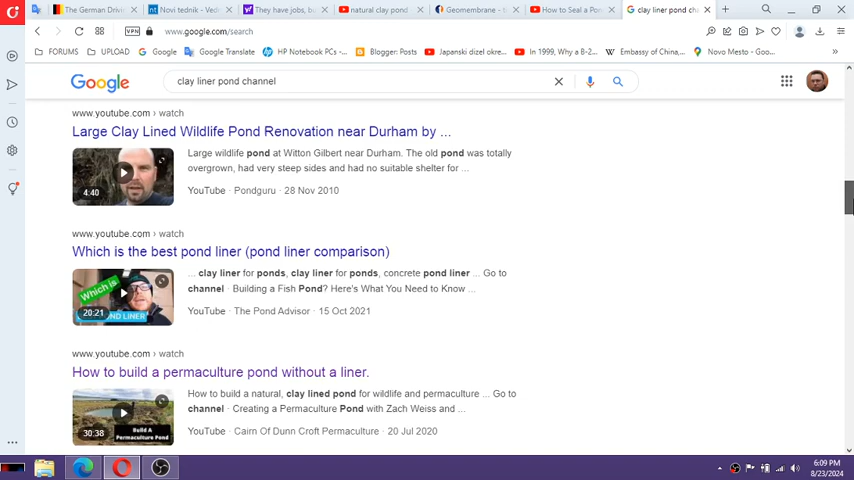 The German Drivi
Novi tednik - Vedn
They have jobs, bu
natural clay pond
Geomembrane - t
How to Seal a Po
clay liner pond cha
VPN
www.google.com/search
FORUMS
UPLOAD
Google
Google Translate
HP Notebook PCs -...
Blogger: Posts
Japanski dizel okre...
In 1999, Why a B-2...
Embassy of China,...
Novo Mesto - Goo...
Google
clay liner pond channel
www.youtube.com › watch
Large Clay Lined Wildlife Pond Renovation near Durham by ...
Large wildlife pond at Witton Gilbert near Durham. The old pond was totally
overgrown, had very steep sides and had no suitable shelter for ...
4:40
YouTube · Pondguru · 28 Nov 2010
www.youtube.com › watch
Which is the best pond liner (pond liner comparison)
... clay liner for ponds, clay liner for ponds, concrete pond liner ... Go to
channel · Building a Fish Pond? Here's What You Need to Know ...
Which is
POND LINER
20:21
YouTube · The Pond Advisor · 15 Oct 2021
www.youtube.com › watch
How to build a permaculture pond without a liner.
How to build a natural, clay lined pond for wildlife and permaculture ... Go to
channel · Creating a Permaculture Pond with Zach Weiss and ...
Build A
Permaculture Pond
30:38
YouTube · Cairn Of Dunn Croft Permaculture · 20 Jul 2020
6:09 PM
8/23/2024